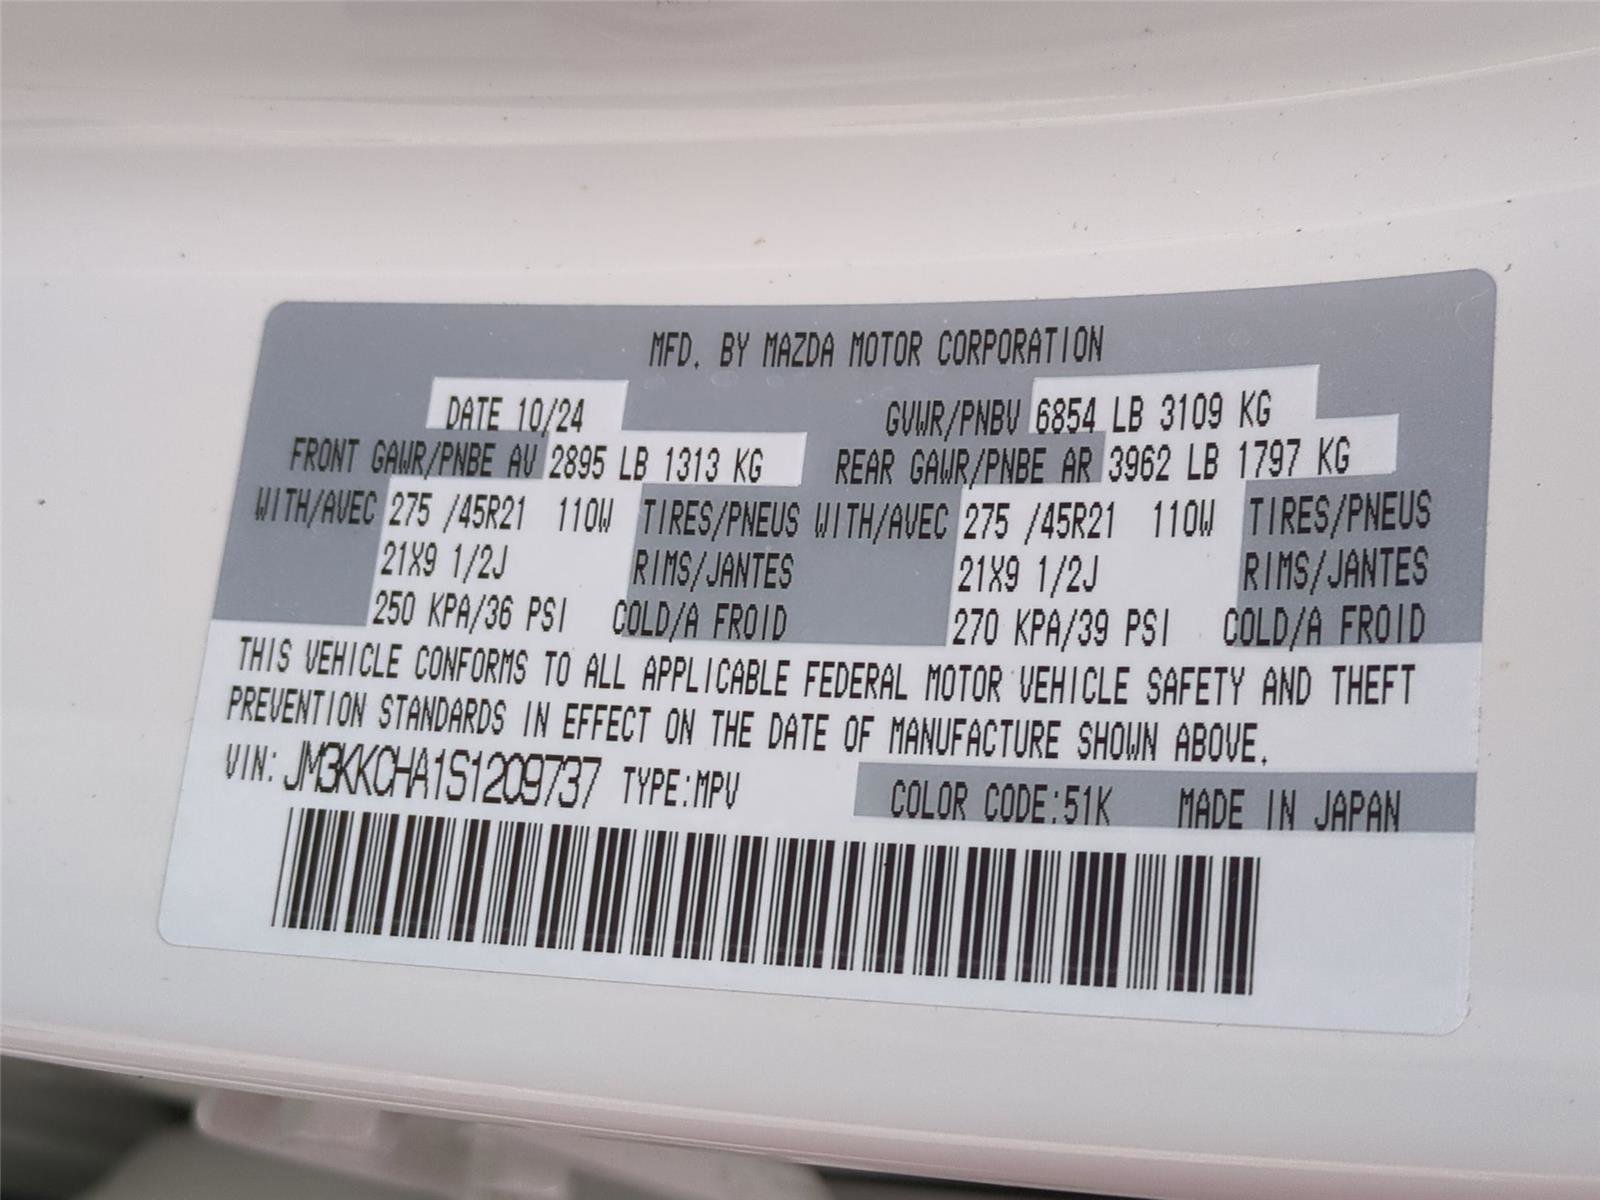 MFD. BY MAZDA MOTOR CORPORATION
DATE 10/24 GVWR/PNBV 6854 LB 3109 KG
FRONT GAWR/PNBE AV 2895 LB 1313 KG REAR GAWR/PNBE AR 3962 LB 1797 KG
WITH/AVEC 275 /45R21 110W TIRES/PNEUS WITH/AVEC 275 /45R21 110W TIRES/PNEUS
21X9 1/2J RIMS/JANTES 21X9 1/2J RIMS/JANTES
250 KPA/36 PSI COLD/A FROID 270 KPA/39 PSI COLD/A FROID
THIS VEHICLE CONFORMS TO ALL APPLICABLE FEDERAL MOTOR VEHICLE SAFETY AND THEFT
PREVENTION STANDARDS IN EFFECT ON THE DATE OF MANUFACTURE SHOWN ABOVE.
VIN: JM3KKCHA1S1209737 TYPE:MPV COLOR CODE:51K MADE IN JAPAN